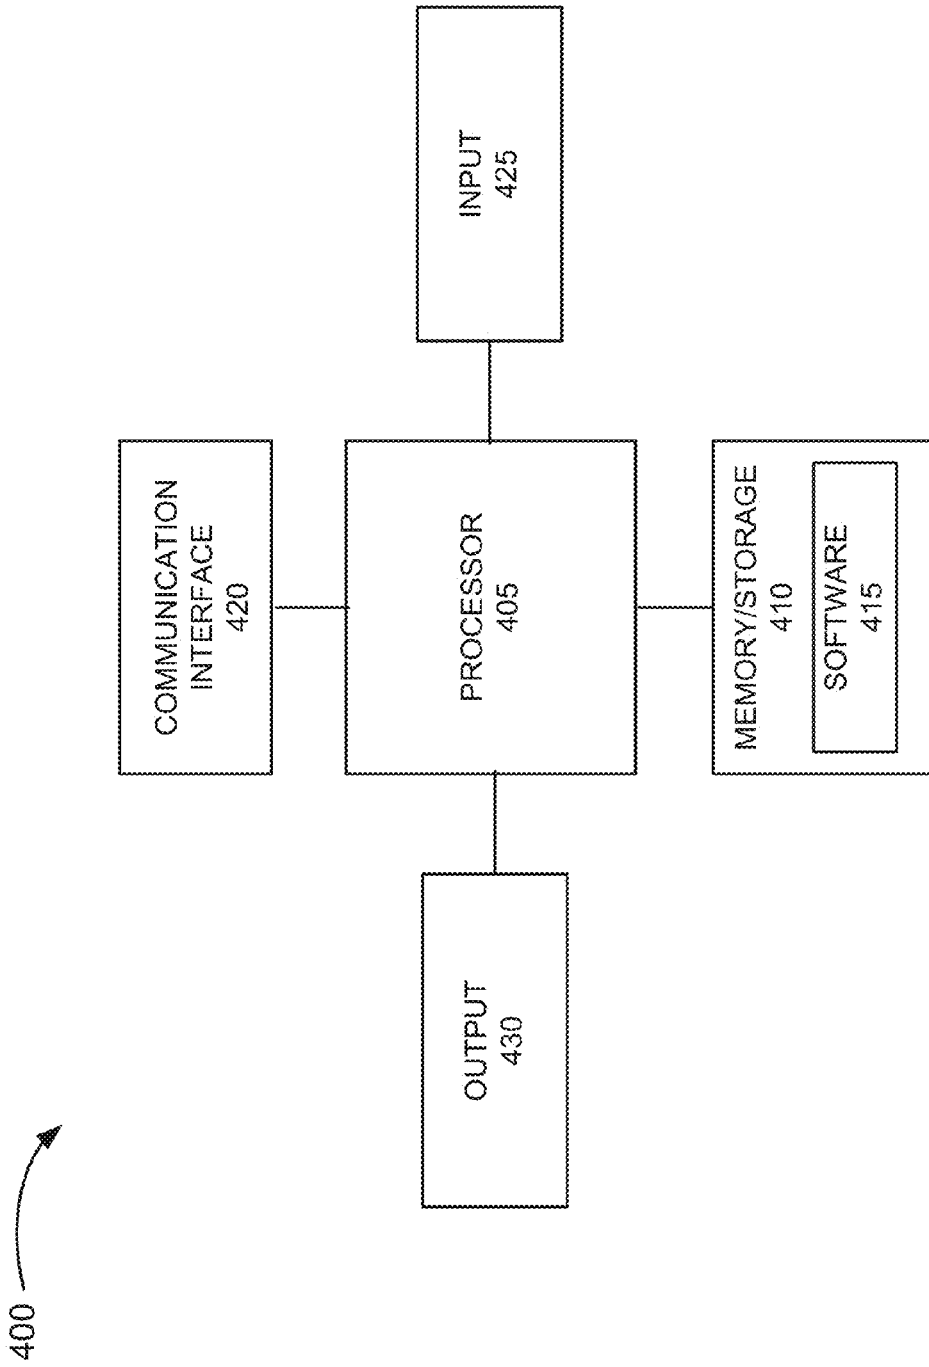 400
COMMUNICATION
INTERFACE
420
OUTPUT
430
PROCESSOR
405
INPUT
425
MEMORY/STORAGE
410
SOFTWARE
415